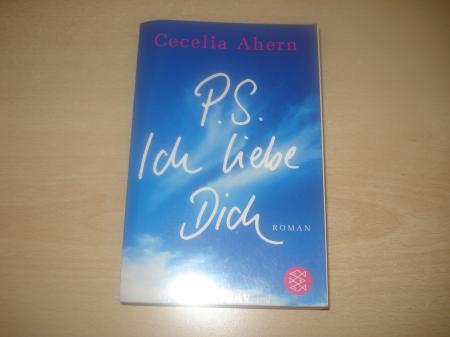 Cecelia Ahern
P.S.
Ich liebe
Dich
ROMAN